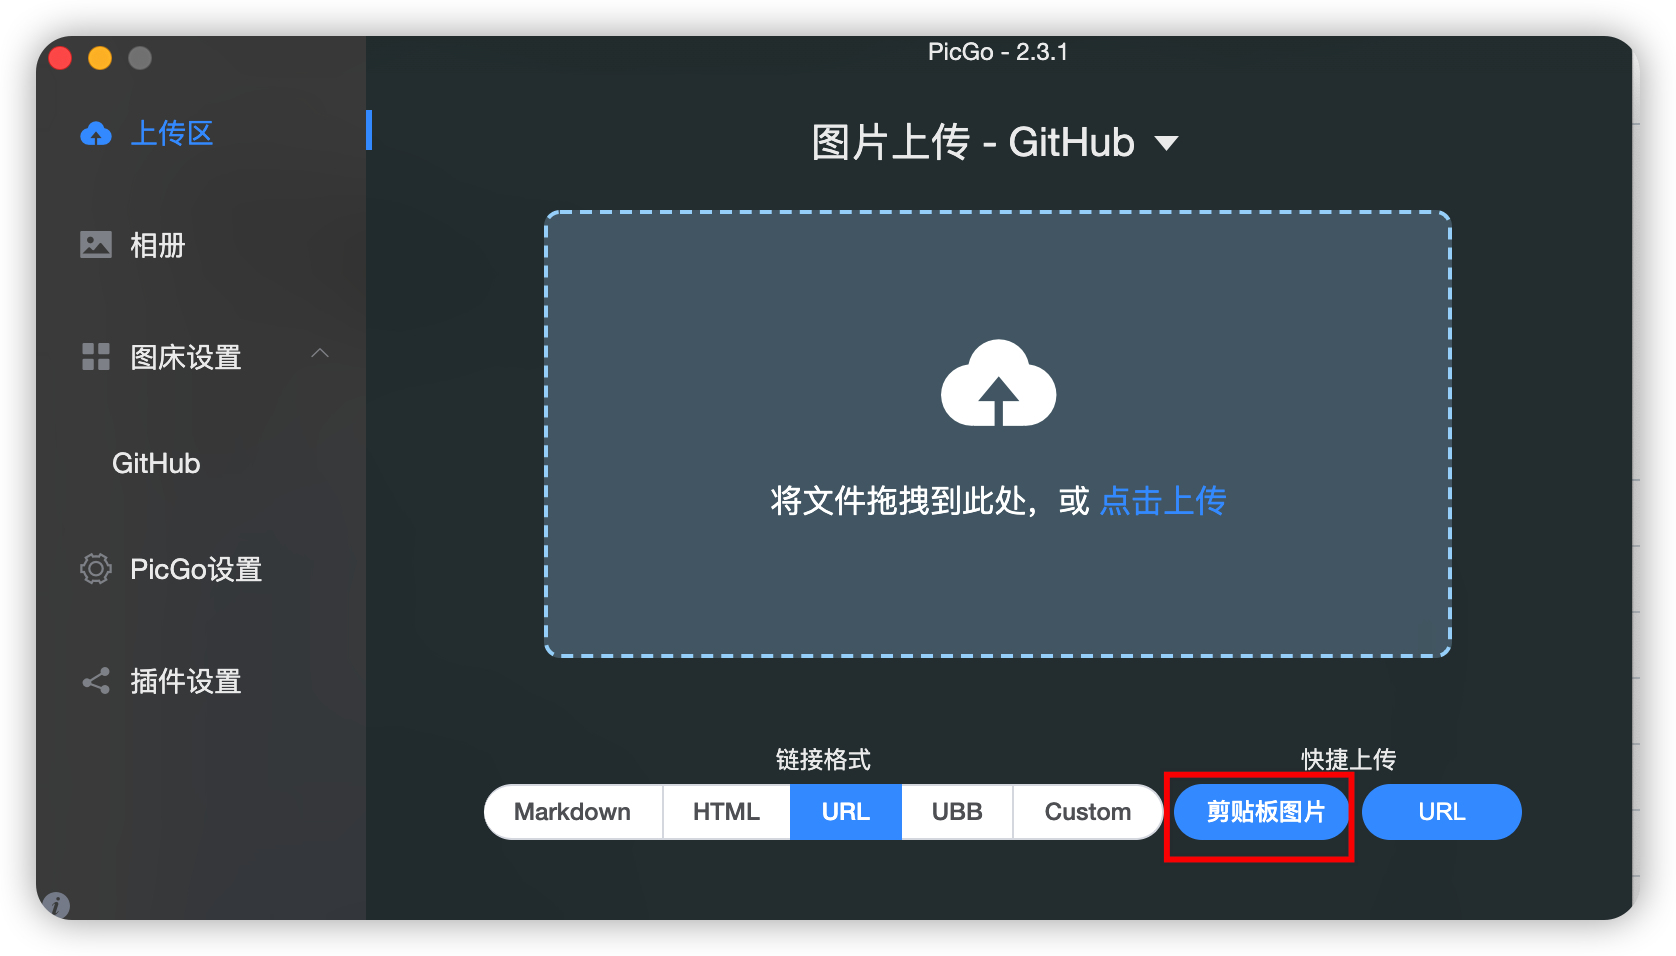 PicGo - 2.3.1
上传区
相册
图床设置
GitHub
PicGo设置
插件设置
图片上传 - GitHub
将文件拖拽到此处，或 点击上传
链接格式
Markdown HTML URL UBB Custom
快捷上传
剪贴板图片 URL
i